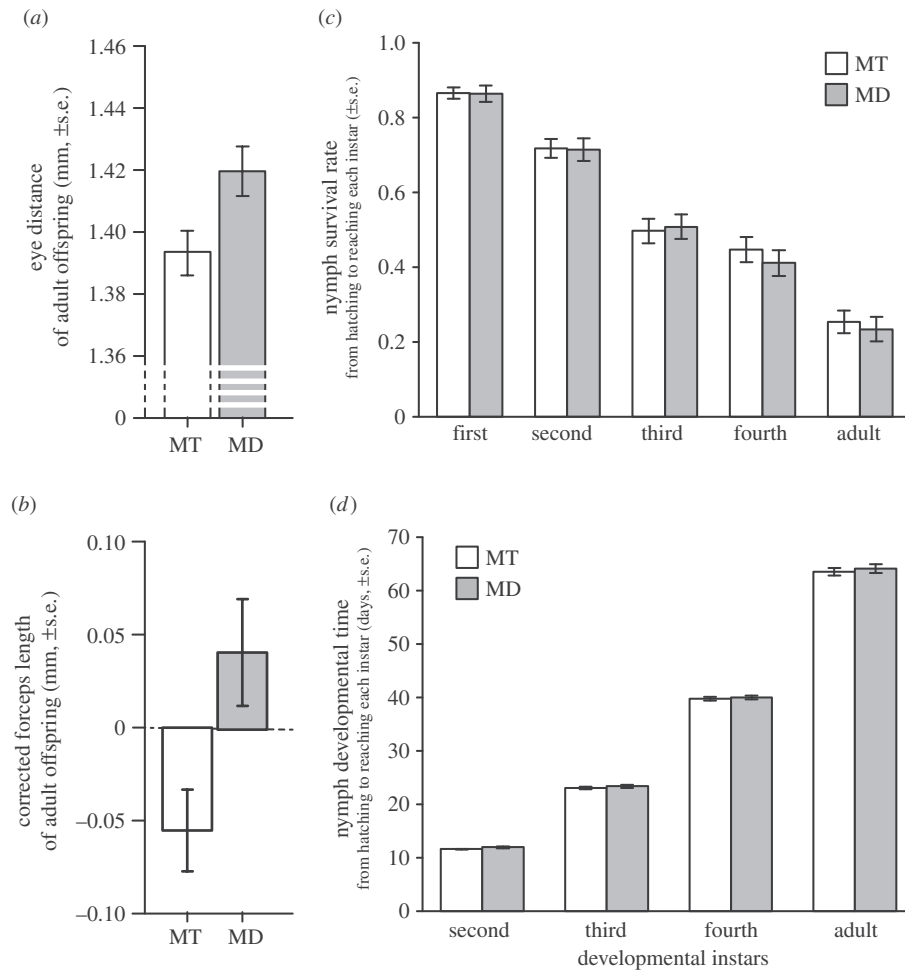 (a)
1.46
1.44
1.42
1.40
1.38
1.36
0
eye distance
of adult offspring (mm, ±s.e.)
MT MD
(c)
1.0
0.8
0.6
0.4
0.2
0
nymph survival rate
from hatching to reaching each instar (±s.e.)
MT
MD
first second third fourth adult
(b)
0.10
0.05
0
–0.05
–0.10
corrected forceps length
of adult offspring (mm, ±s.e.)
MT MD
(d)
70
60
50
40
30
20
10
0
nymph developmental time
from hatching to reaching each instar (days, ±s.e.)
MT
MD
second third fourth adult
developmental instars